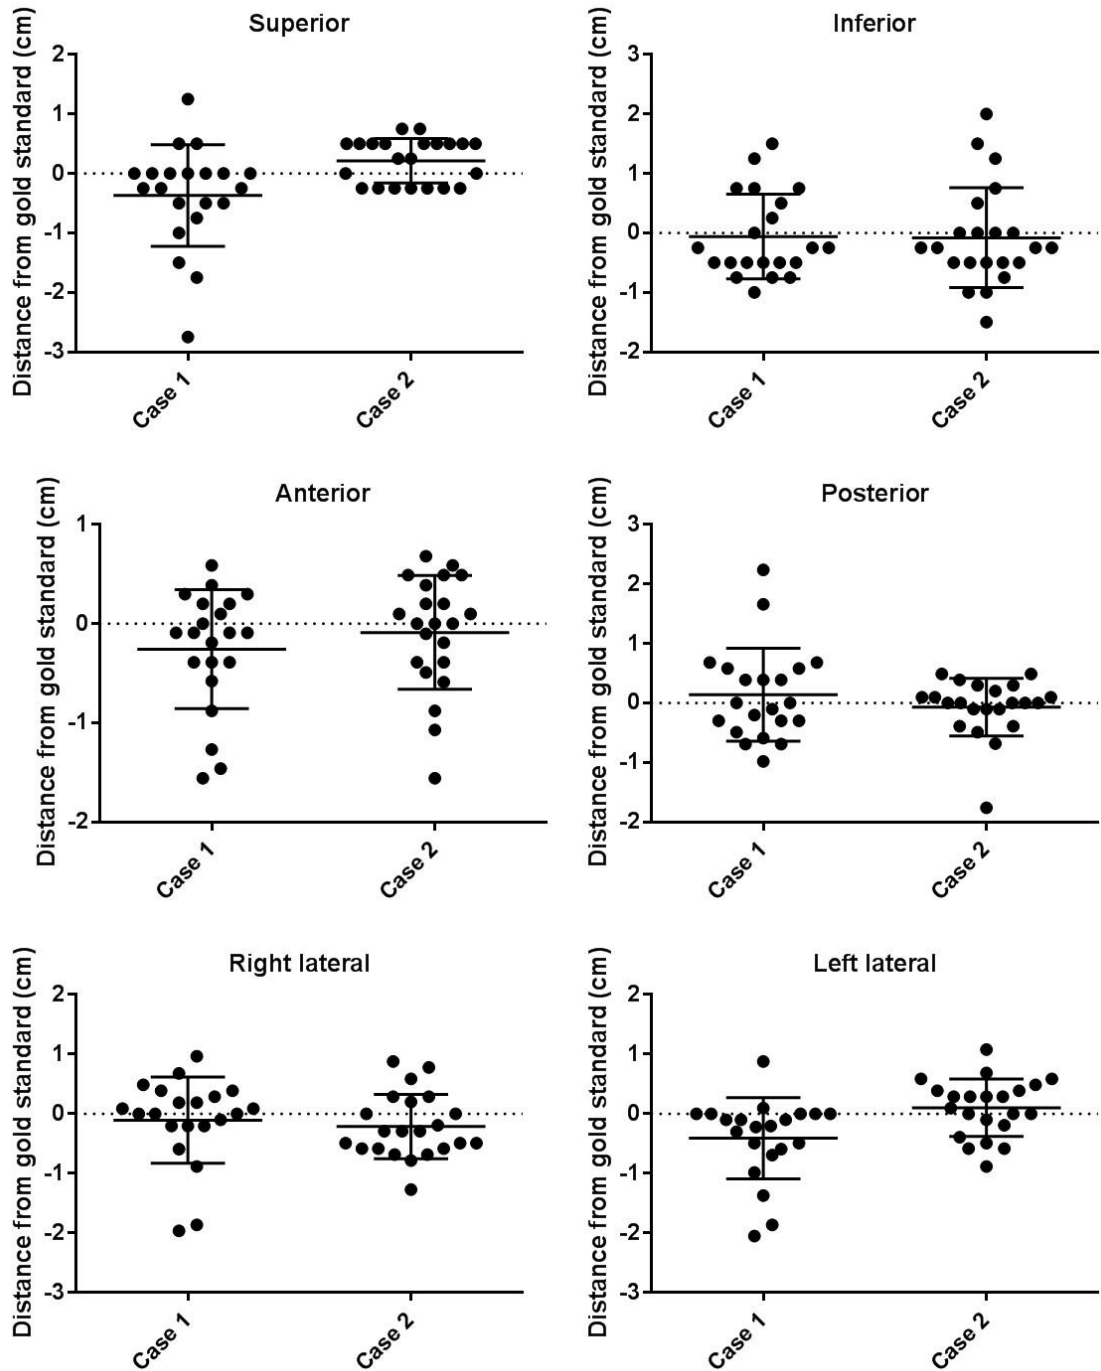 Superior
Distance from gold standard (cm)
2
1
0
-1
-2
-3
Case 1
Case 2
Inferior
Distance from gold standard (cm)
3
2
1
0
-1
-2
Case 1
Case 2
Anterior
Distance from gold standard (cm)
1
0
-1
-2
Case 1
Case 2
Posterior
Distance from gold standard (cm)
3
2
1
0
-1
-2
Case 1
Case 2
Right lateral
Distance from gold standard (cm)
2
1
0
-1
-2
-3
Case 1
Case 2
Left lateral
Distance from gold standard (cm)
2
1
0
-1
-2
-3
Case 1
Case 2